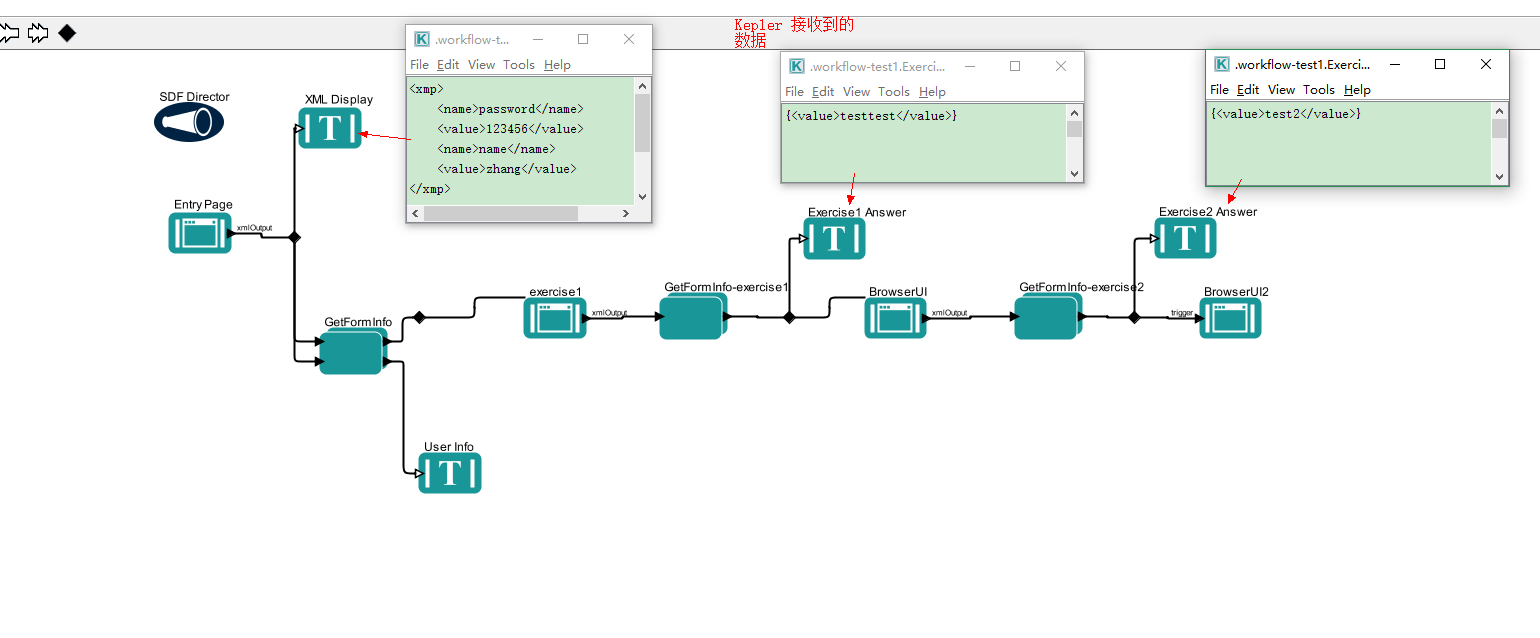 Kepler 接收到的
数据
.workflow-t...
File Edit View Tools Help
<xmp>
<name>password</name>
<value>123456</value>
<name>name</name>
<value>zhang</value>
</xmp>
.workflow-test1.Exerci...
File Edit View Tools Help
{<value>testtest</value>}
.workflow-test1.Exerci...
File Edit View Tools Help
{<value>test2</value>}
SDF Director
XML Display
T
Entry Page
xmlOutput
Exercise1 Answer
T
Exercise2 Answer
T
GetFormInfo
exercise1
xmlOutput
GetFormInfo-exercise1
BrowserUI
xmlOutput
GetFormInfo-exercise2
trigger
BrowserUI2
User Info
T